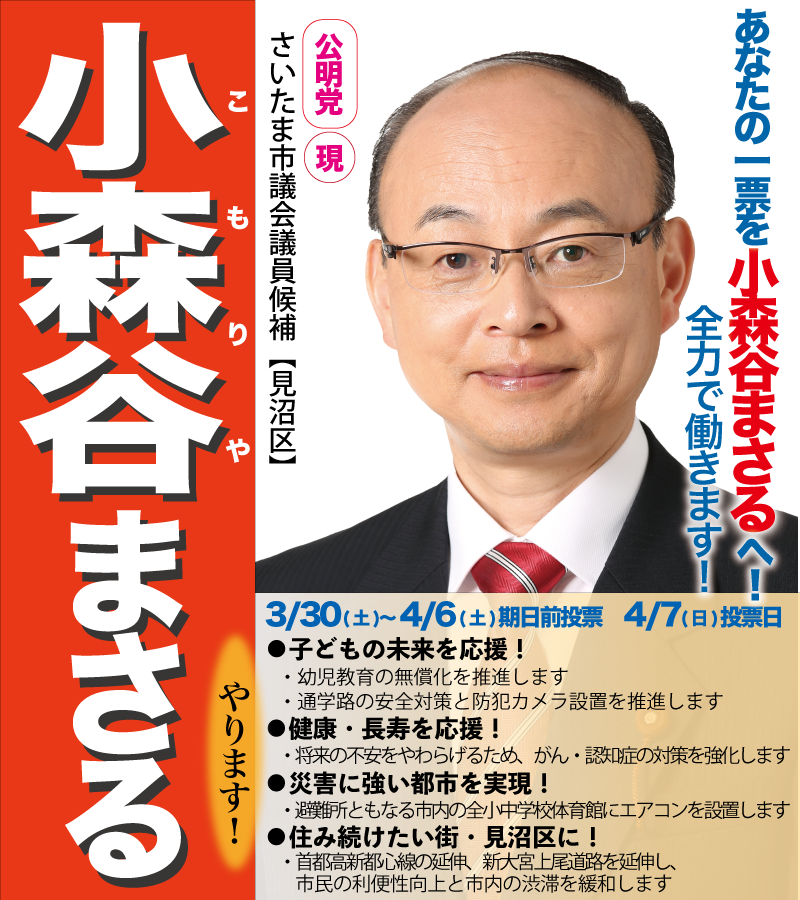 小森谷まさる
こもりや
やります！
公明党
現
さいたま市議会議員候補【見沼区】
あなたの一票を小森谷まさるへ！
全力で働きます！
3/30(土)～4/6(土)期日前投票　4/7(日)投票日
●子どもの未来を応援！
・幼児教育の無償化を推進します
・通学路の安全対策と防犯カメラ設置を推進します
●健康・長寿を応援！
・将来の不安をやわらげるため、がん・認知症の対策を強化します
●災害に強い都市を実現！
・避難所ともなる市内の全小中学校体育館にエアコンを設置します
●住み続けたい街・見沼区に！
・首都高新都心線の延伸、新大宮上尾道路を延伸し、
市民の利便性向上と市内の渋滞を緩和します